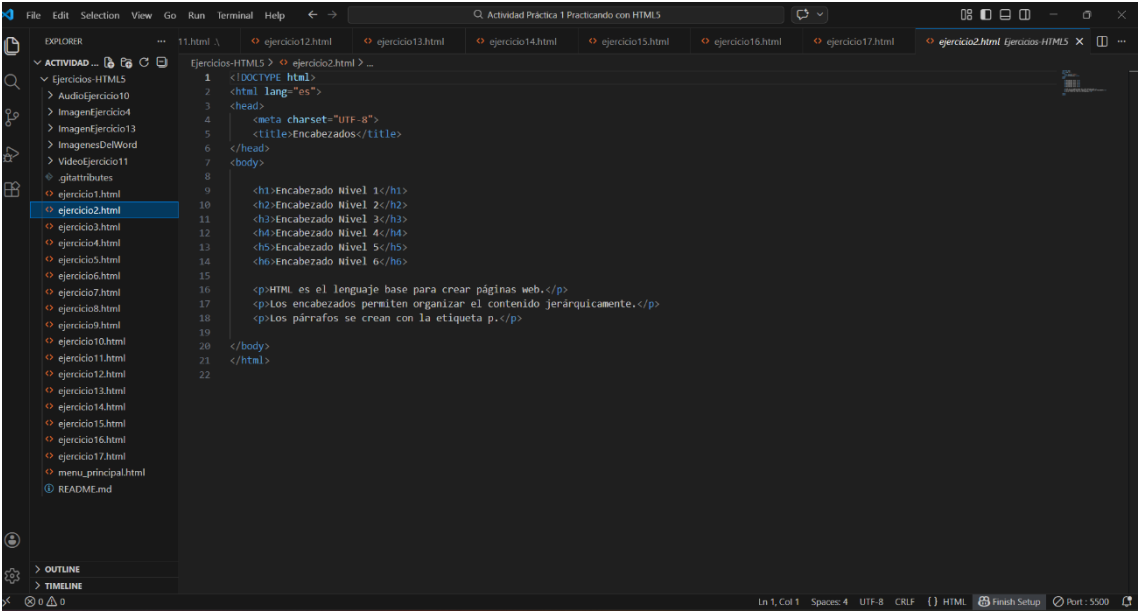 File Edit Selection View Go Run Terminal Help
Actividad Práctica 1 Practicando con HTML5
EXPLORER
11.html .\ ejercicio12.html ejercicio13.html ejercicio14.html ejercicio15.html ejercicio16.html ejercicio17.html ejercicio2.html Ejercicios-HTML5
ACTIVIDAD ...
Ejercicios-HTML5
AudioEjercicio10
ImagenEjercicio4
ImagenEjercicio13
ImagenesDelWord
VideoEjercicio11
.gitattributes
ejercicio1.html
ejercicio2.html
ejercicio3.html
ejercicio4.html
ejercicio5.html
ejercicio6.html
ejercicio7.html
ejercicio8.html
ejercicio9.html
ejercicio10.html
ejercicio11.html
ejercicio12.html
ejercicio13.html
ejercicio14.html
ejercicio15.html
ejercicio16.html
ejercicio17.html
menu_principal.html
README.md
OUTLINE
TIMELINE
Ejercicios-HTML5 > ejercicio2.html > ...
1 <!DOCTYPE html>
2 <html lang="es">
3 <head>
4 <meta charset="UTF-8">
5 <title>Encabezados</title>
6 </head>
7 <body>
8
9 <h1>Encabezado Nivel 1</h1>
10 <h2>Encabezado Nivel 2</h2>
11 <h3>Encabezado Nivel 3</h3>
12 <h4>Encabezado Nivel 4</h4>
13 <h5>Encabezado Nivel 5</h5>
14 <h6>Encabezado Nivel 6</h6>
15
16 <p>HTML es el lenguaje base para crear páginas web.</p>
17 <p>Los encabezados permiten organizar el contenido jerárquicamente.</p>
18 <p>Los párrafos se crean con la etiqueta p.</p>
19
20 </body>
21 </html>
22
0 0
Ln 1, Col 1 Spaces: 4 UTF-8 CRLF {} HTML Finish Setup Port : 5500